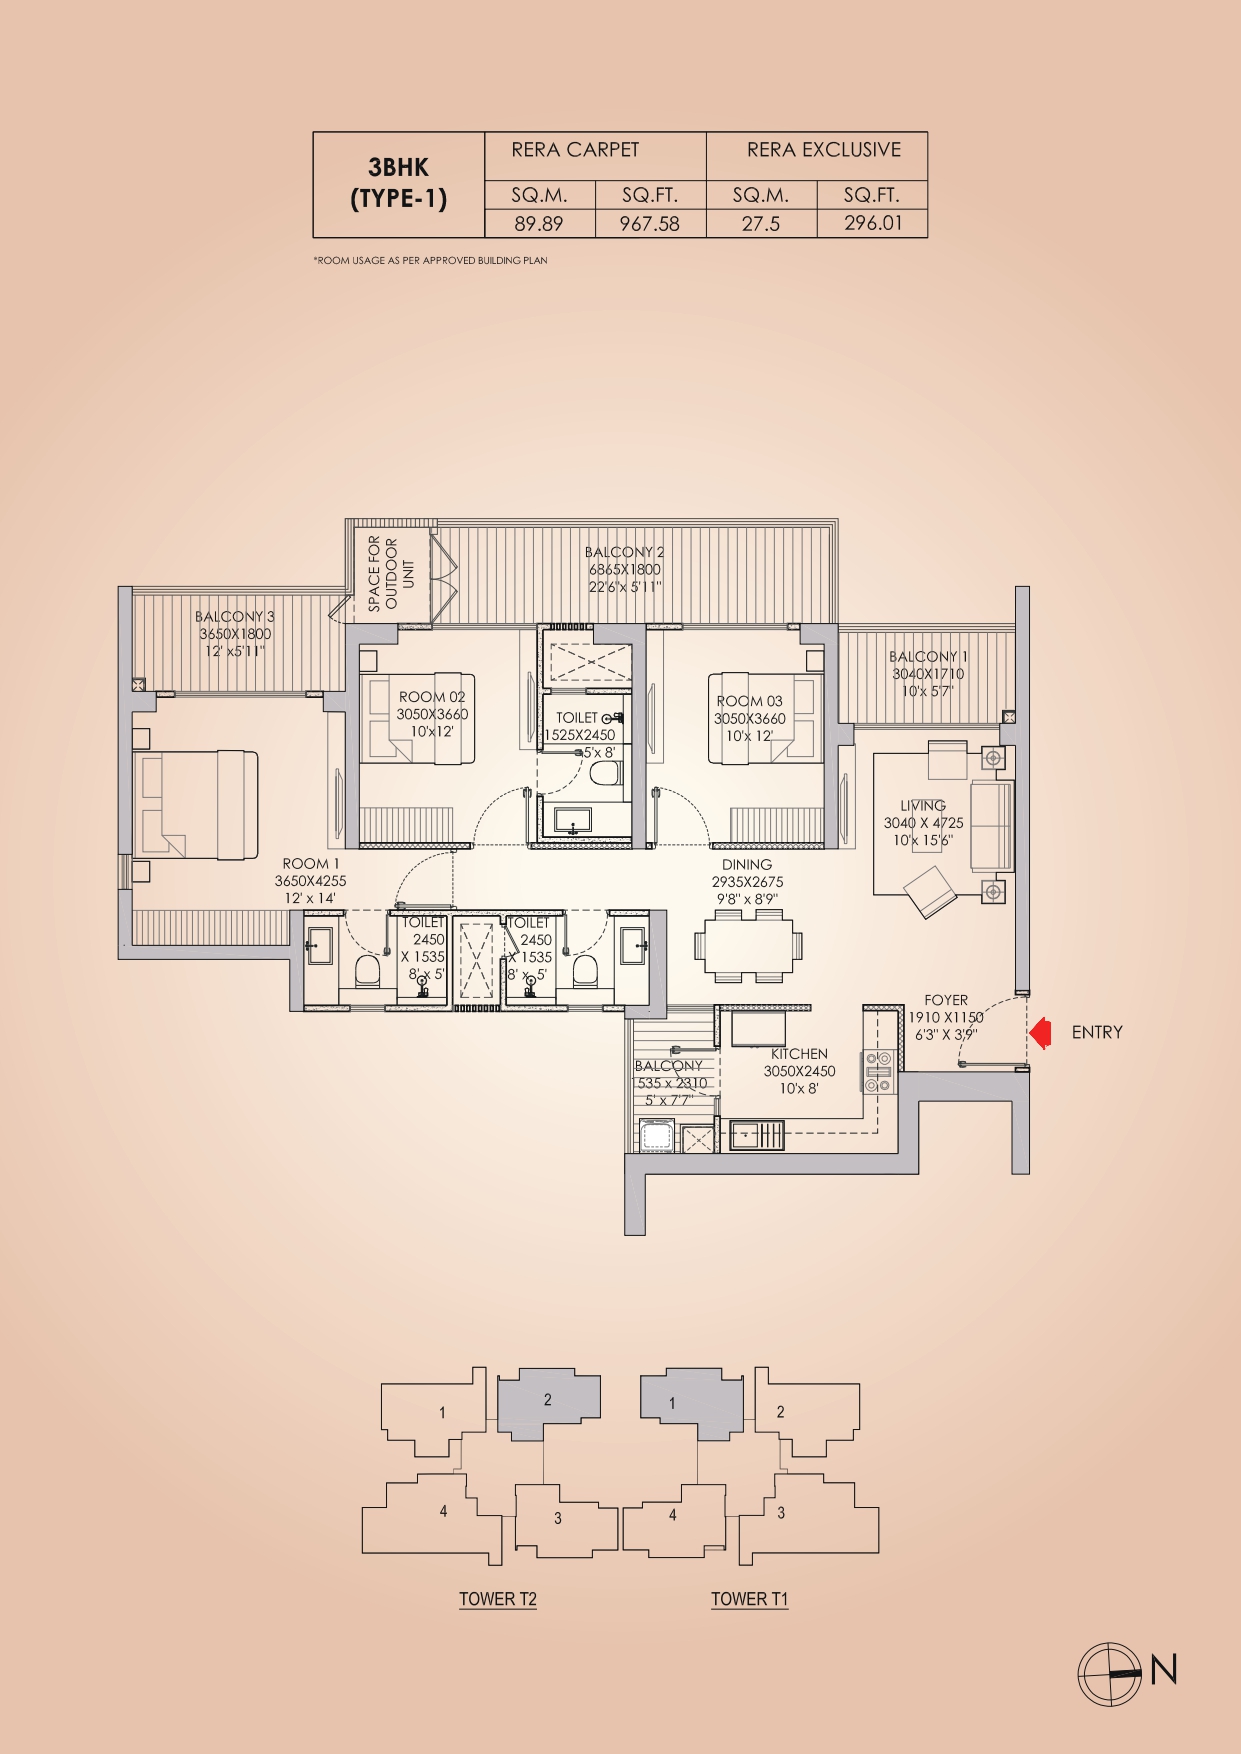 3BHK
(TYPE-1)
RERA CARPET
RERA EXCLUSIVE
SQ.M.
SQ.FT.
SQ.M.
SQ.FT.
89.89
967.58
27.5
296.01
*ROOM USAGE AS PER APPROVED BUILDING PLAN
SPACE FOR
OUTDOOR
UNIT
BALCONY 2
6865X1800
22'6"x 5'11"
BALCONY 3
3650X1800
12' x5'11"
BALCONY 1
3040X1710
10'x 5'7"
ROOM 02
3050X3660
10'x12'
TOILET
1525X2450
5'x 8'
ROOM 03
3050X3660
10'x 12'
LIVING
3040 X 4725
10'x 15'6"
ROOM 1
3650X4255
12' x 14'
DINING
2935X2675
9'8" x 8'9"
TOILET
2450
X 1535
8' x 5'
TOILET
2450
X 1535
8' x 5'
FOYER
1910 X1150
6'3" X 3'9"
ENTRY
KITCHEN
3050X2450
10'x 8'
BALCONY
1535 x 2310
5' x 7'7"
1
2
1
2
4
3
4
3
TOWER T2
TOWER T1
N